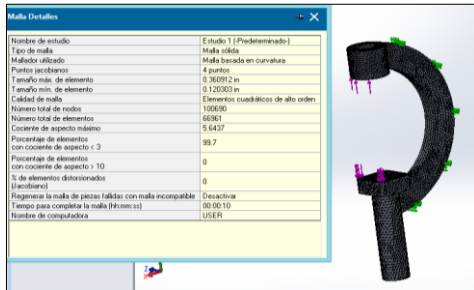 Malla Detalles
Nombre de estudio Estudio 1 (-Predeterminado-)
Tipo de malla Malla sólida
Mallador utilizado Malla basada en curvatura
Puntos jacobianos 4 puntos
Tamaño máx. de elemento 0.360912 in
Tamaño mín. de elemento 0.120303 in
Calidad de malla Elementos cuadráticos de alto orden
Número total de nodos 100690
Número total de elementos 66961
Cociente de aspecto máximo 5.6437
Porcentaje de elementos
con cociente de aspecto < 3 99.7
Porcentaje de elementos
con cociente de aspecto > 10 0
% de elementos distorsionados
(Jacobiano) 0
Regenerar la malla de piezas fallidas con malla incompatible Desactivar
Tiempo para completar la malla (hh:mm:ss) 00:00:10
Nombre de computadora USER